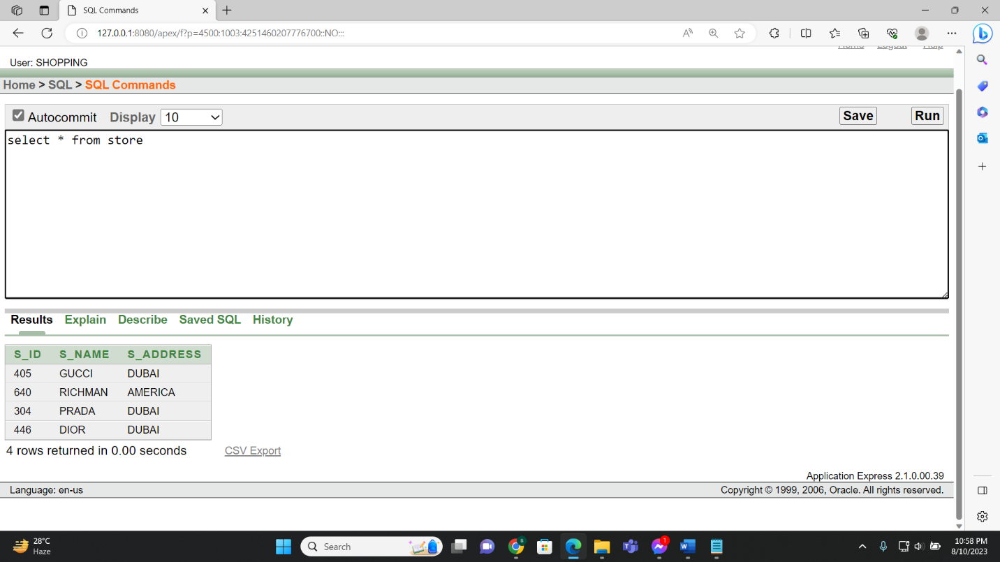 SQL Commands
127.0.0.1:8080/apex/f?p=4500:1003:4251460207776700::NO:::
Home Logout Help
User: SHOPPING
Home > SQL > SQL Commands
Autocommit Display 10 Save Run
select * from store
Results Explain Describe Saved SQL History
S_ID S_NAME S_ADDRESS
405 GUCCI DUBAI
640 RICHMAN AMERICA
304 PRADA DUBAI
446 DIOR DUBAI
4 rows returned in 0.00 seconds CSV Export
Application Express 2.1.0.00.39
Language: en-us Copyright © 1999, 2006, Oracle. All rights reserved.
28°C
Haze
Search
1
10:58 PM
8/10/2023